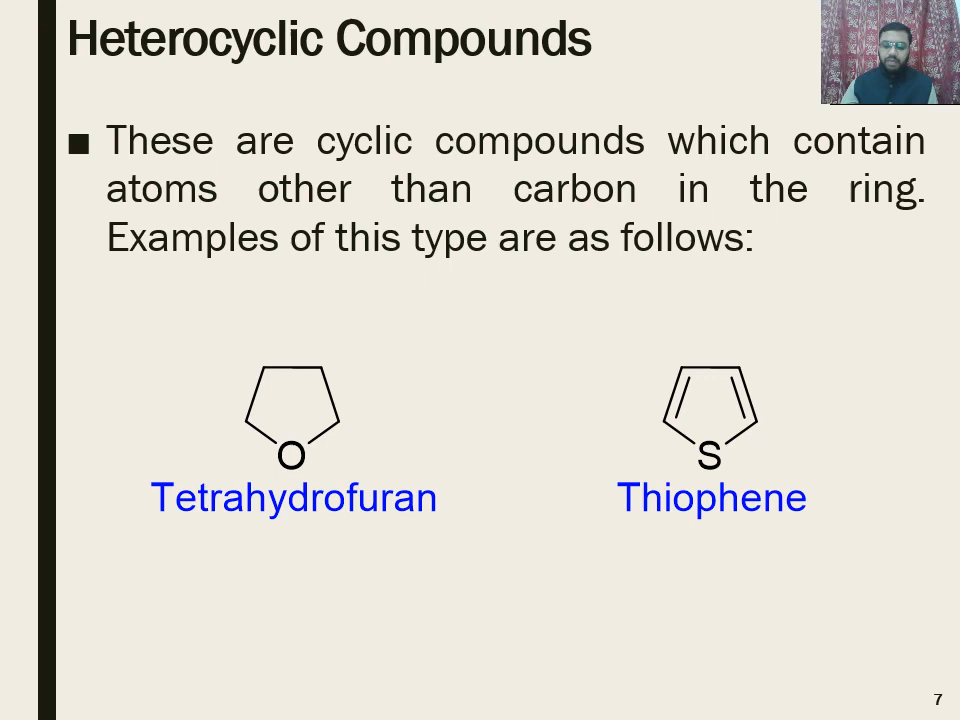 Heterocyclic Compounds
■ These are cyclic compounds which contain
atoms other than carbon in the ring.
Examples of this type are as follows:
O
S
Tetrahydrofuran
Thiophene
7